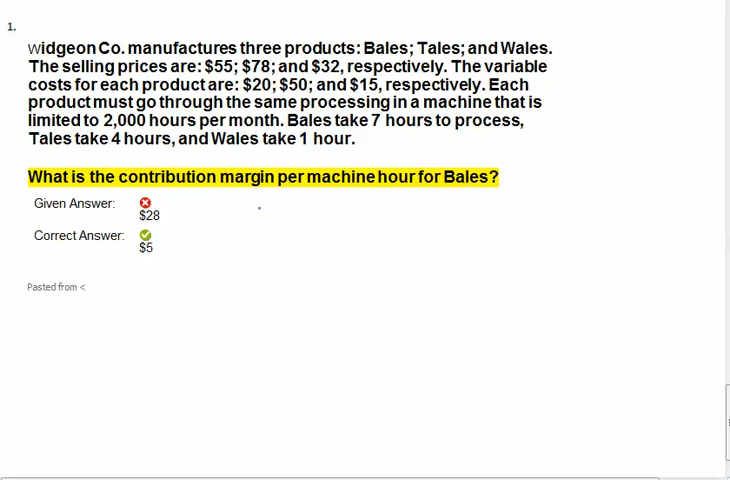 1.
widgeon Co. manufactures three products: Bales; Tales; and Wales.
The selling prices are: $55; $78; and $32, respectively. The variable
costs for each product are: $20; $50; and $15, respectively. Each
product must go through the same processing in a machine that is
limited to 2,000 hours per month. Bales take 7 hours to process,
Tales take 4 hours, and Wales take 1 hour.
What is the contribution margin per machine hour for Bales?
Given Answer:
$28
Correct Answer:
$5
Pasted from <